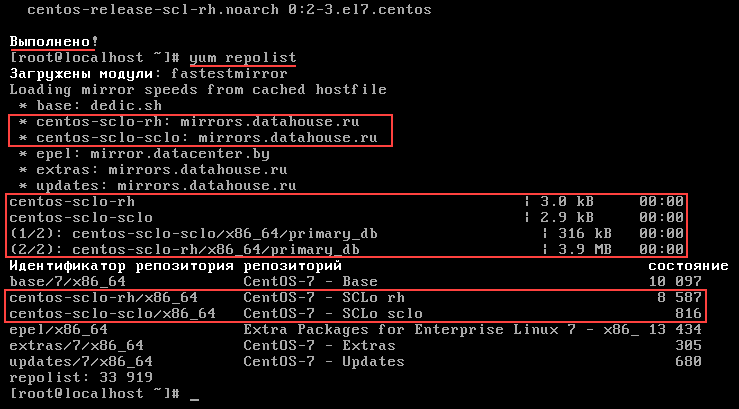 centos-release-scl-rh.noarch 0:2-3.el7.centos
Выполнено!
[root@localhost ~]# yum repolist
Загружены модули: fastestmirror
Loading mirror speeds from cached hostfile
* base: dedic.sh
* centos-sclo-rh: mirrors.datahouse.ru
* centos-sclo-sclo: mirrors.datahouse.ru
* epel: mirror.datacenter.by
* extras: mirrors.datahouse.ru
* updates: mirrors.datahouse.ru
centos-sclo-rh | 3.0 kB 00:00
centos-sclo-sclo | 2.9 kB 00:00
(1/2): centos-sclo-sclo/x86_64/primary_db | 316 kB 00:00
(2/2): centos-sclo-rh/x86_64/primary_db | 3.9 MB 00:00
Идентификатор репозитория репозиторий состояние
base/7/x86_64 CentOS-7 - Base 10 097
centos-sclo-rh/x86_64 CentOS-7 - SCLo rh 8 587
centos-sclo-sclo/x86_64 CentOS-7 - SCLo sclo 816
epel/x86_64 Extra Packages for Enterprise Linux 7 - x86_ 13 434
extras/7/x86_64 CentOS-7 - Extras 305
updates/7/x86_64 CentOS-7 - Updates 680
repolist: 33 919
[root@localhost ~]# _